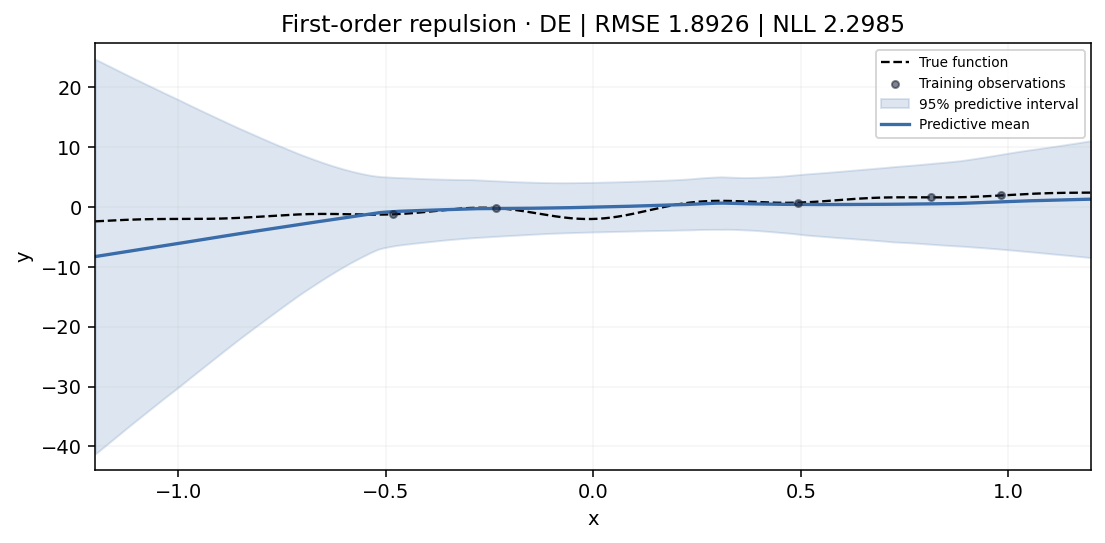 First-order repulsion · DE | RMSE 1.8926 | NLL 2.2985
True function
Training observations
95% predictive interval
Predictive mean
20
10
0
−10
−20
−30
−40
y
−1.0
−0.5
0.0
0.5
1.0
x